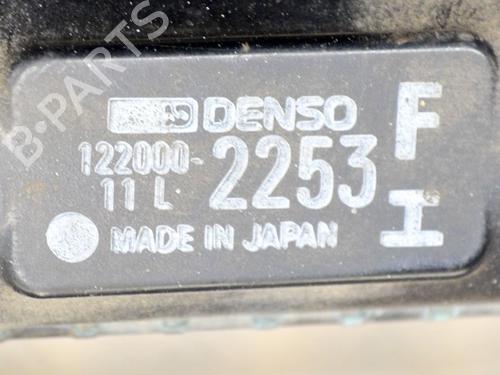 B-PARTS
DENSO
122000-2253
11 L
MADE IN JAPAN
F
H